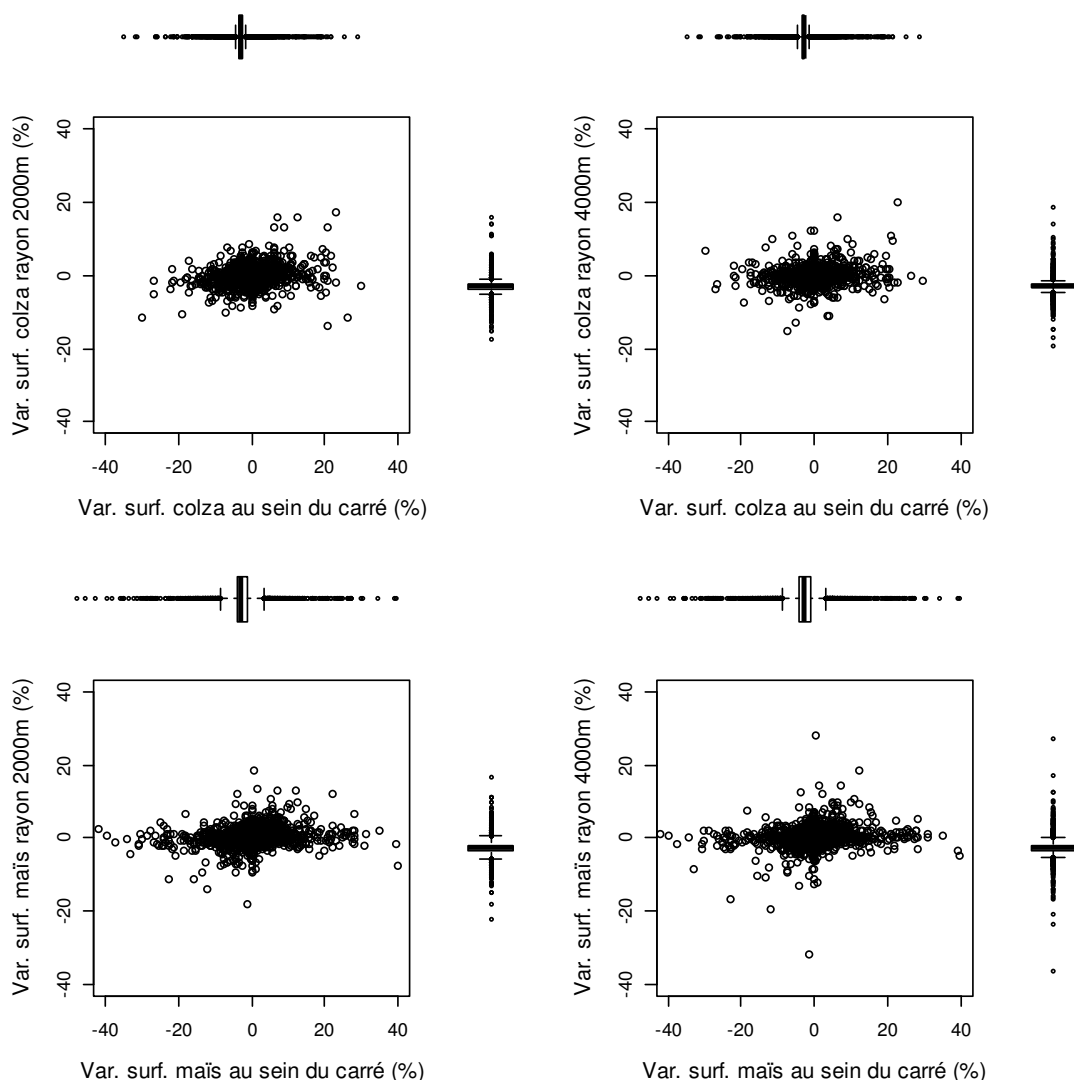 Var. surf. colza rayon 2000m (%)
40
20
0
-20
-40
-40 -20 0 20 40
Var. surf. colza au sein du carré (%)
Var. surf. colza rayon 4000m (%)
40
20
0
-20
-40
-40 -20 0 20 40
Var. surf. colza au sein du carré (%)
Var. surf. maïs rayon 2000m (%)
40
20
0
-20
-40
-40 -20 0 20 40
Var. surf. maïs au sein du carré (%)
Var. surf. maïs rayon 4000m (%)
40
20
0
-20
-40
-40 -20 0 20 40
Var. surf. maïs au sein du carré (%)